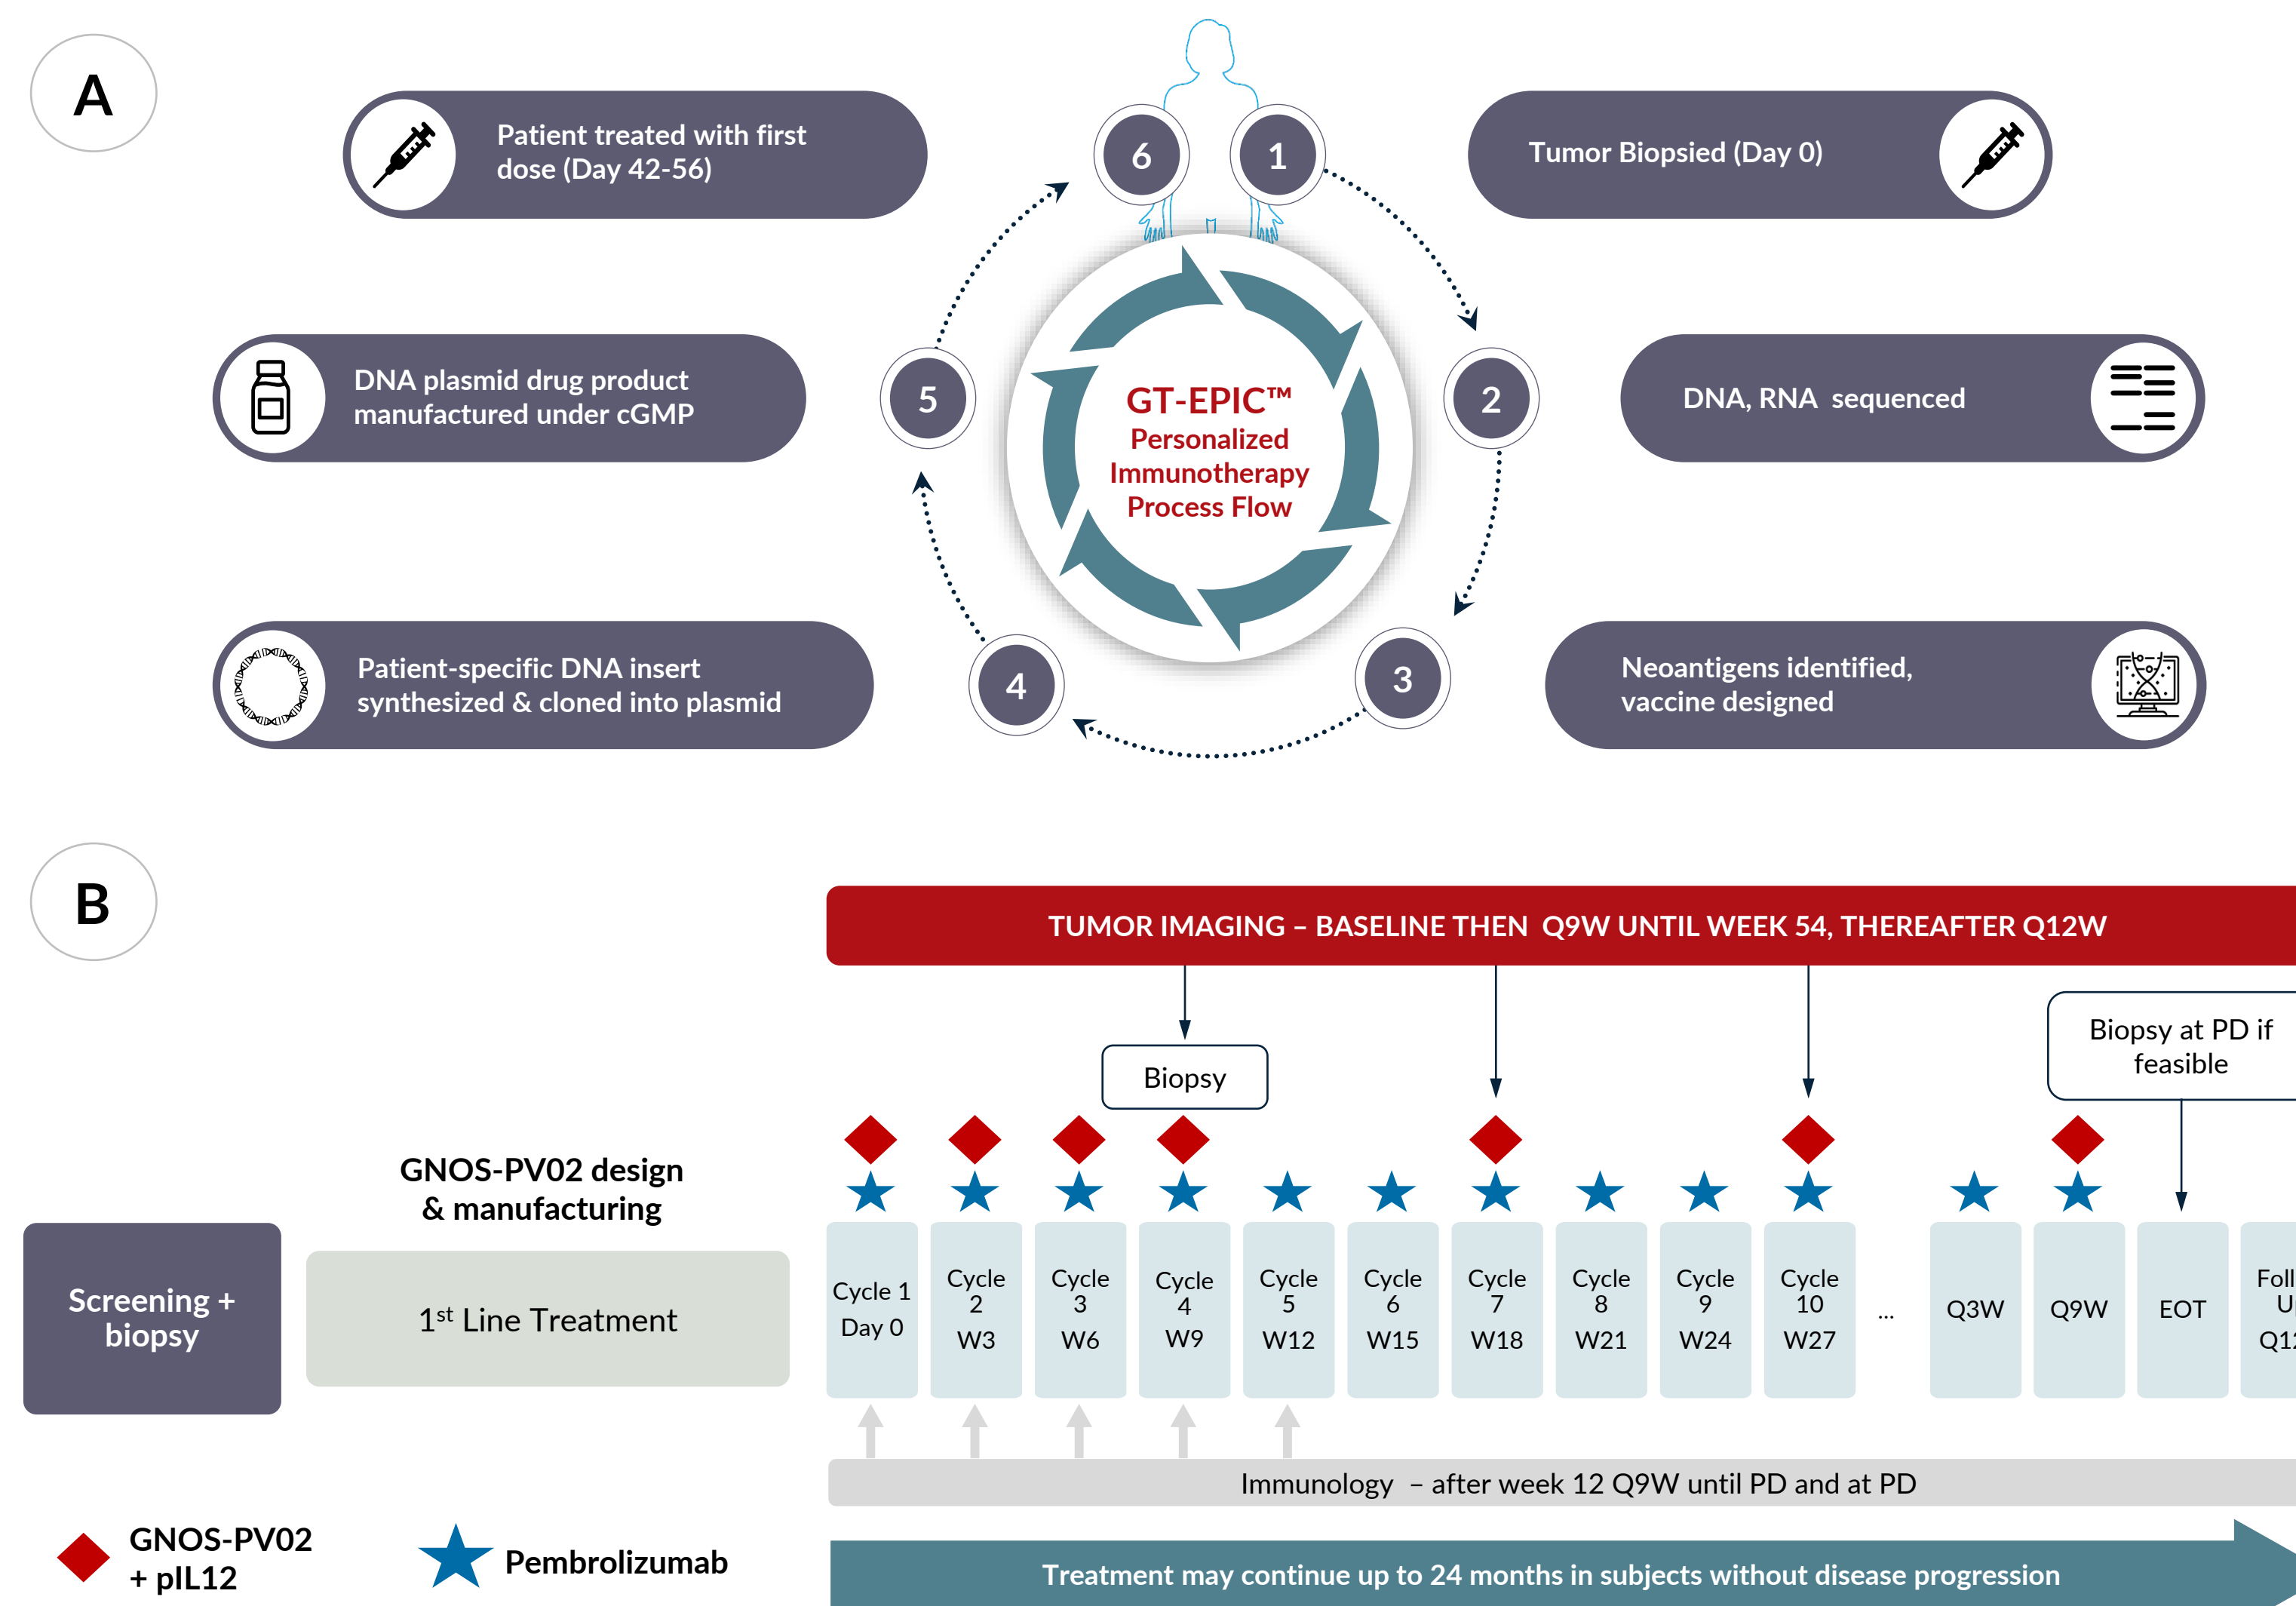 A
Patient treated with first
dose (Day 42-56)
6
1
Tumor Biopsied (Day 0)
DNA plasmid drug product
manufactured under cGMP
5
GT-EPIC™
Personalized
Immunotherapy
Process Flow
2
DNA, RNA sequenced
Patient-specific DNA insert
synthesized & cloned into plasmid
4
3
Neoantigens identified,
vaccine designed
B
TUMOR IMAGING – BASELINE THEN Q9W UNTIL WEEK 54, THEREAFTER Q12W
Biopsy
Biopsy at PD if
feasible
GNOS-PV02 design
& manufacturing
Screening +
biopsy
1st Line Treatment
Cycle 1
Day 0
Cycle
2
W3
Cycle
3
W6
Cycle
4
W9
Cycle
5
W12
Cycle
6
W15
Cycle
7
W18
Cycle
8
W21
Cycle
9
W24
Cycle
10
W27
...
Q3W
Q9W
EOT
Immunology – after week 12 Q9W until PD and at PD
GNOS-PV02
+ pIL12
Pembrolizumab
Treatment may continue up to 24 months in subjects without disease progression